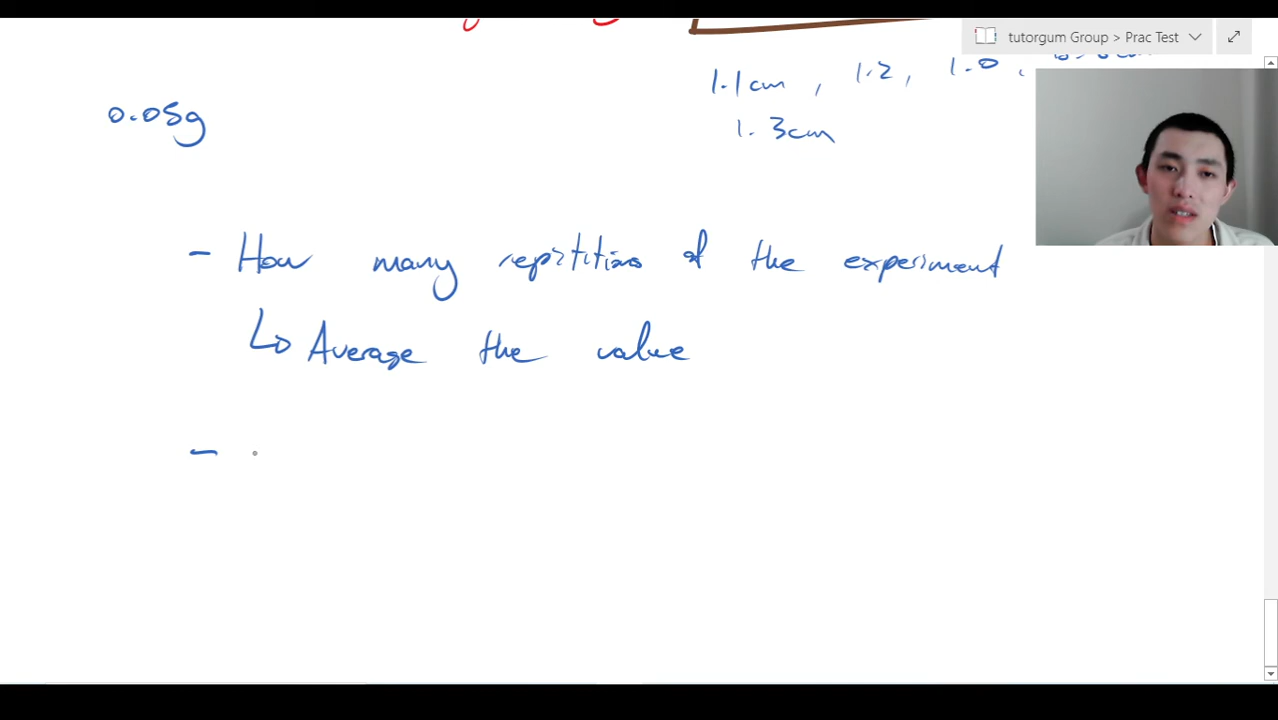 tutorgum Group > Prac Test
1.1cm , 1.2 , 1.0 ,
0.05g
1.3cm
- How many repititions of the experiment
↳ Average the value
-